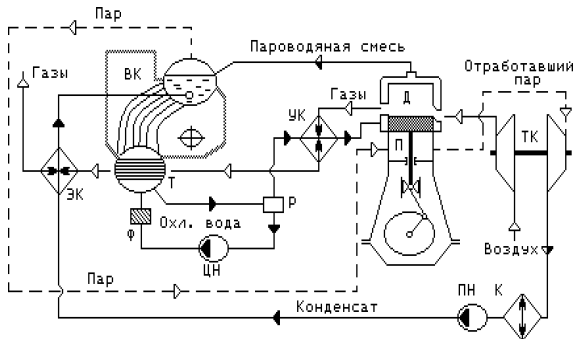 Пар
Пароводяная смесь
Отработавший
пар
Газы
ВК
Газы
Д
УК
ТК
П
ЭК
Т
Р
Ф
Охл. вода
ЦН
Воздух
Пар
Конденсат
ПН
К